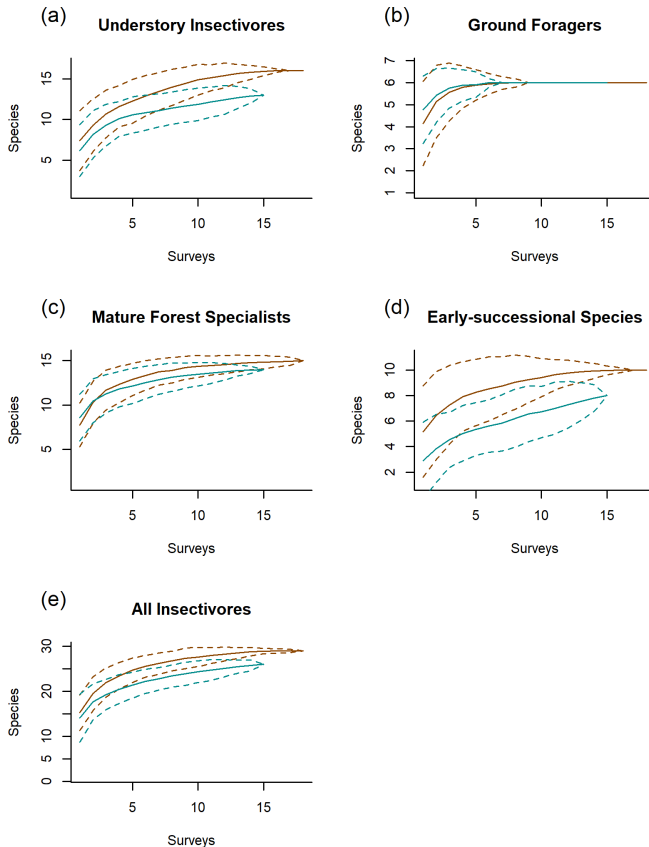 (a)
Understory Insectivores
15
10
5
Species
5 10 15
Surveys
(b)
Ground Foragers
7
6
5
4
3
2
1
Species
5 10 15
Surveys
(c)
Mature Forest Specialists
15
10
5
Species
5 10 15
Surveys
(d)
Early-successional Species
10
8
6
4
2
Species
5 10 15
Surveys
(e)
All Insectivores
30
20
10
5
0
Species
5 10 15
Surveys